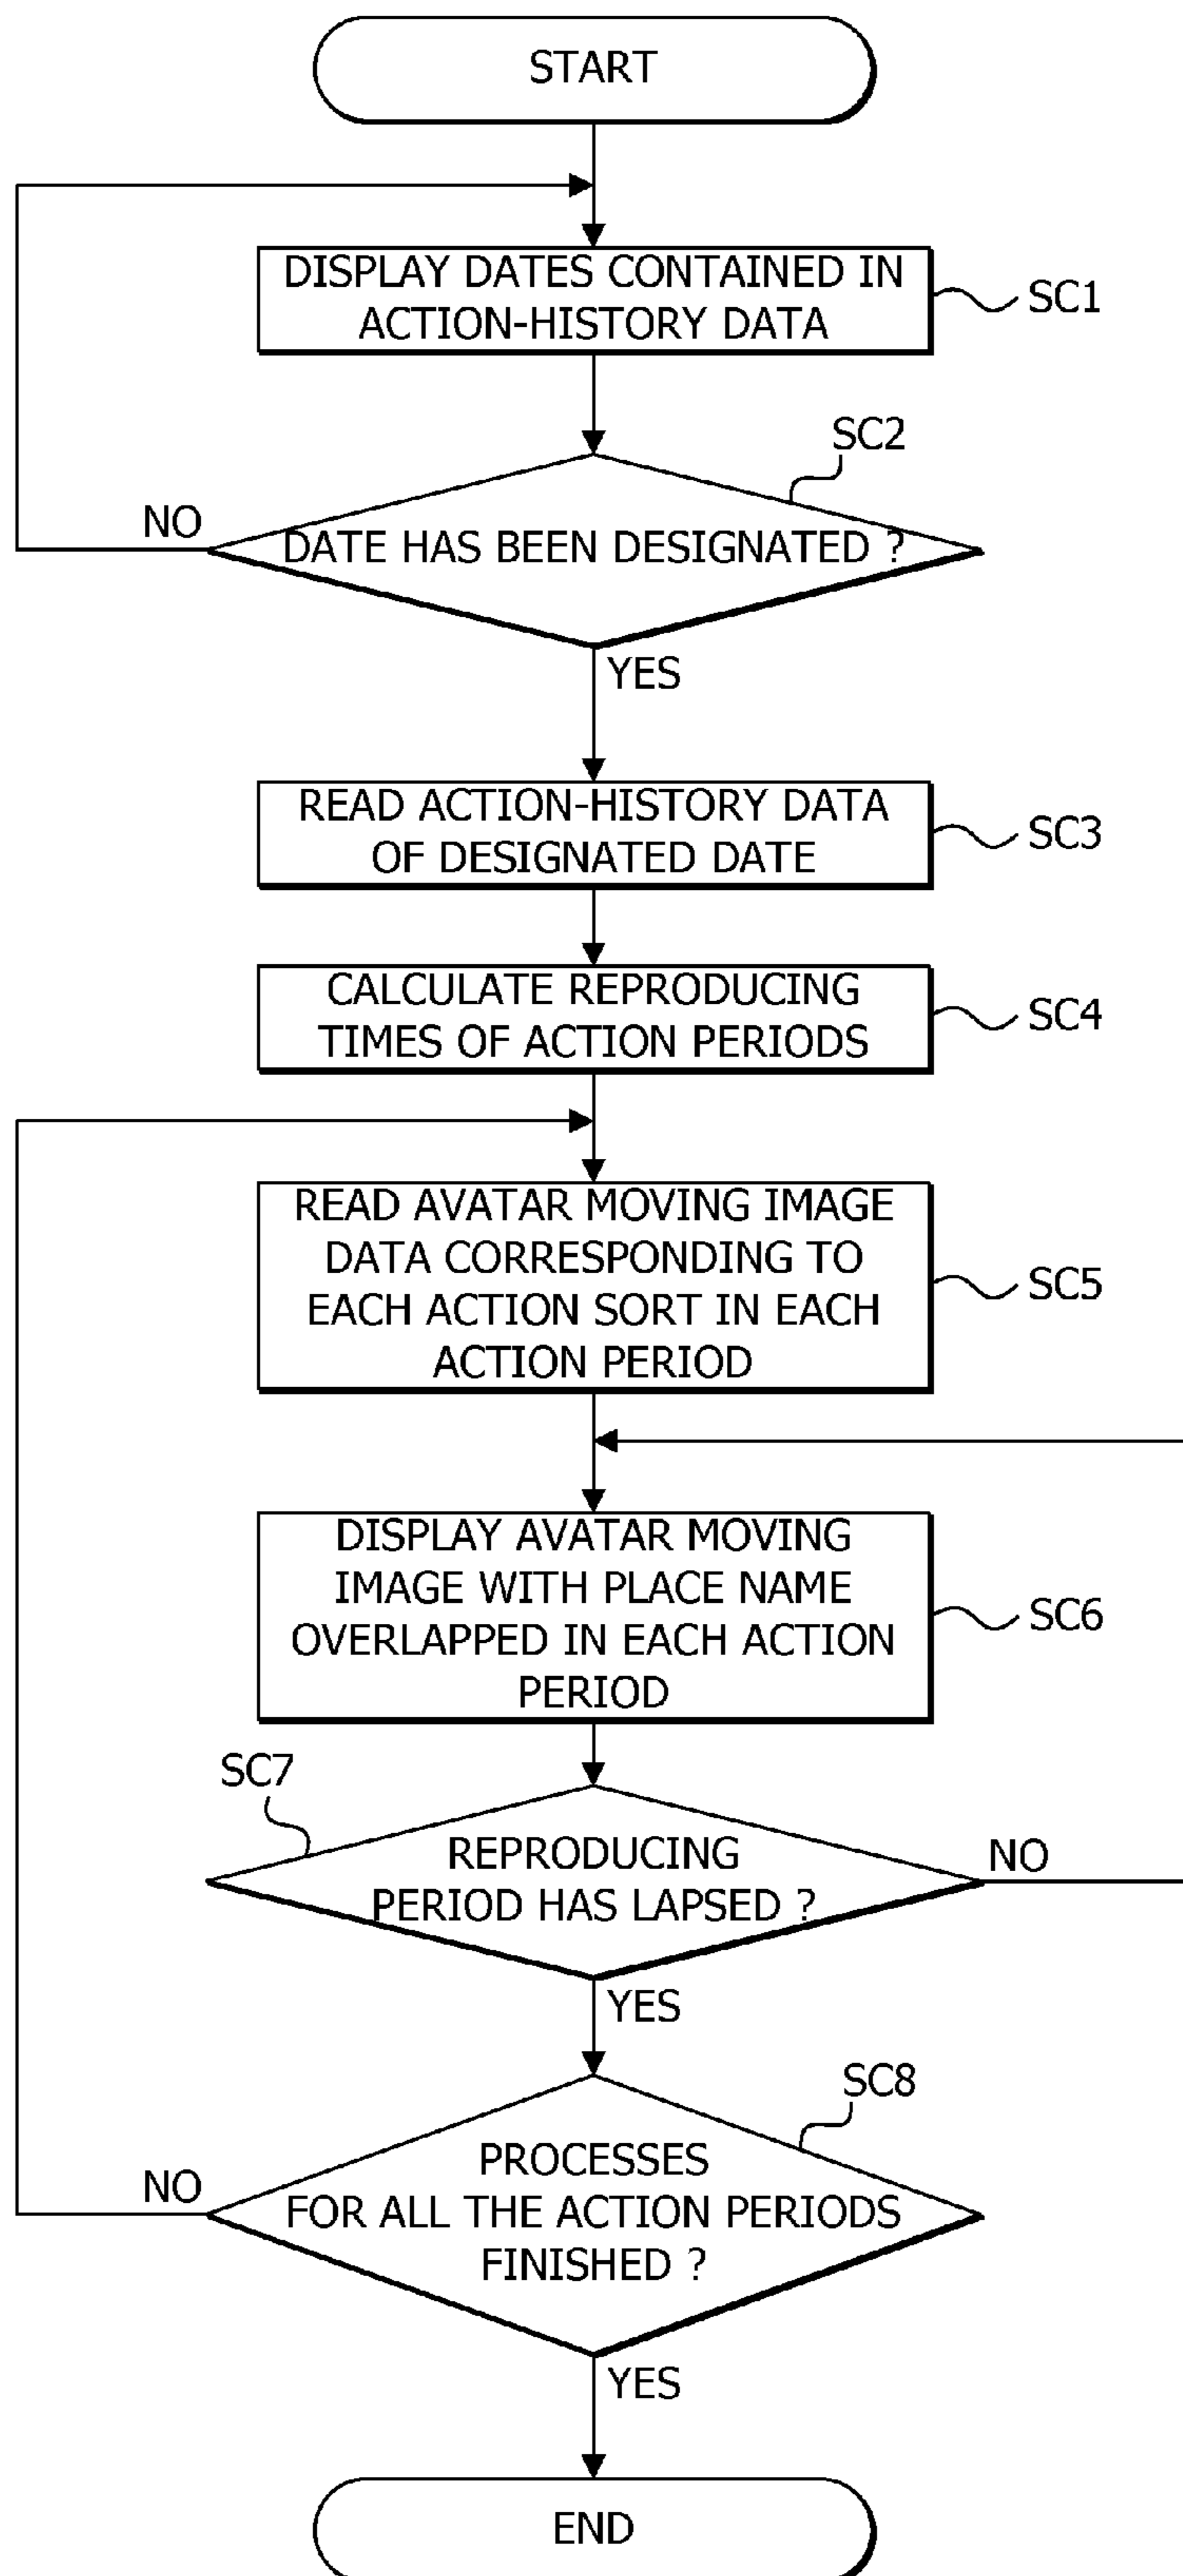 START
DISPLAY DATES CONTAINED IN
ACTION-HISTORY DATA
SC1
SC2
NO
DATE HAS BEEN DESIGNATED ?
YES
READ ACTION-HISTORY DATA
OF DESIGNATED DATE
SC3
CALCULATE REPRODUCING
TIMES OF ACTION PERIODS
SC4
READ AVATAR MOVING IMAGE
DATA CORRESPONDING TO
EACH ACTION SORT IN EACH
ACTION PERIOD
SC5
DISPLAY AVATAR MOVING
IMAGE WITH PLACE NAME
OVERLAPPED IN EACH ACTION
PERIOD
SC6
SC7
REPRODUCING
PERIOD HAS LAPSED ?
NO
YES
SC8
NO
PROCESSES
FOR ALL THE ACTION PERIODS
FINISHED ?
YES
END